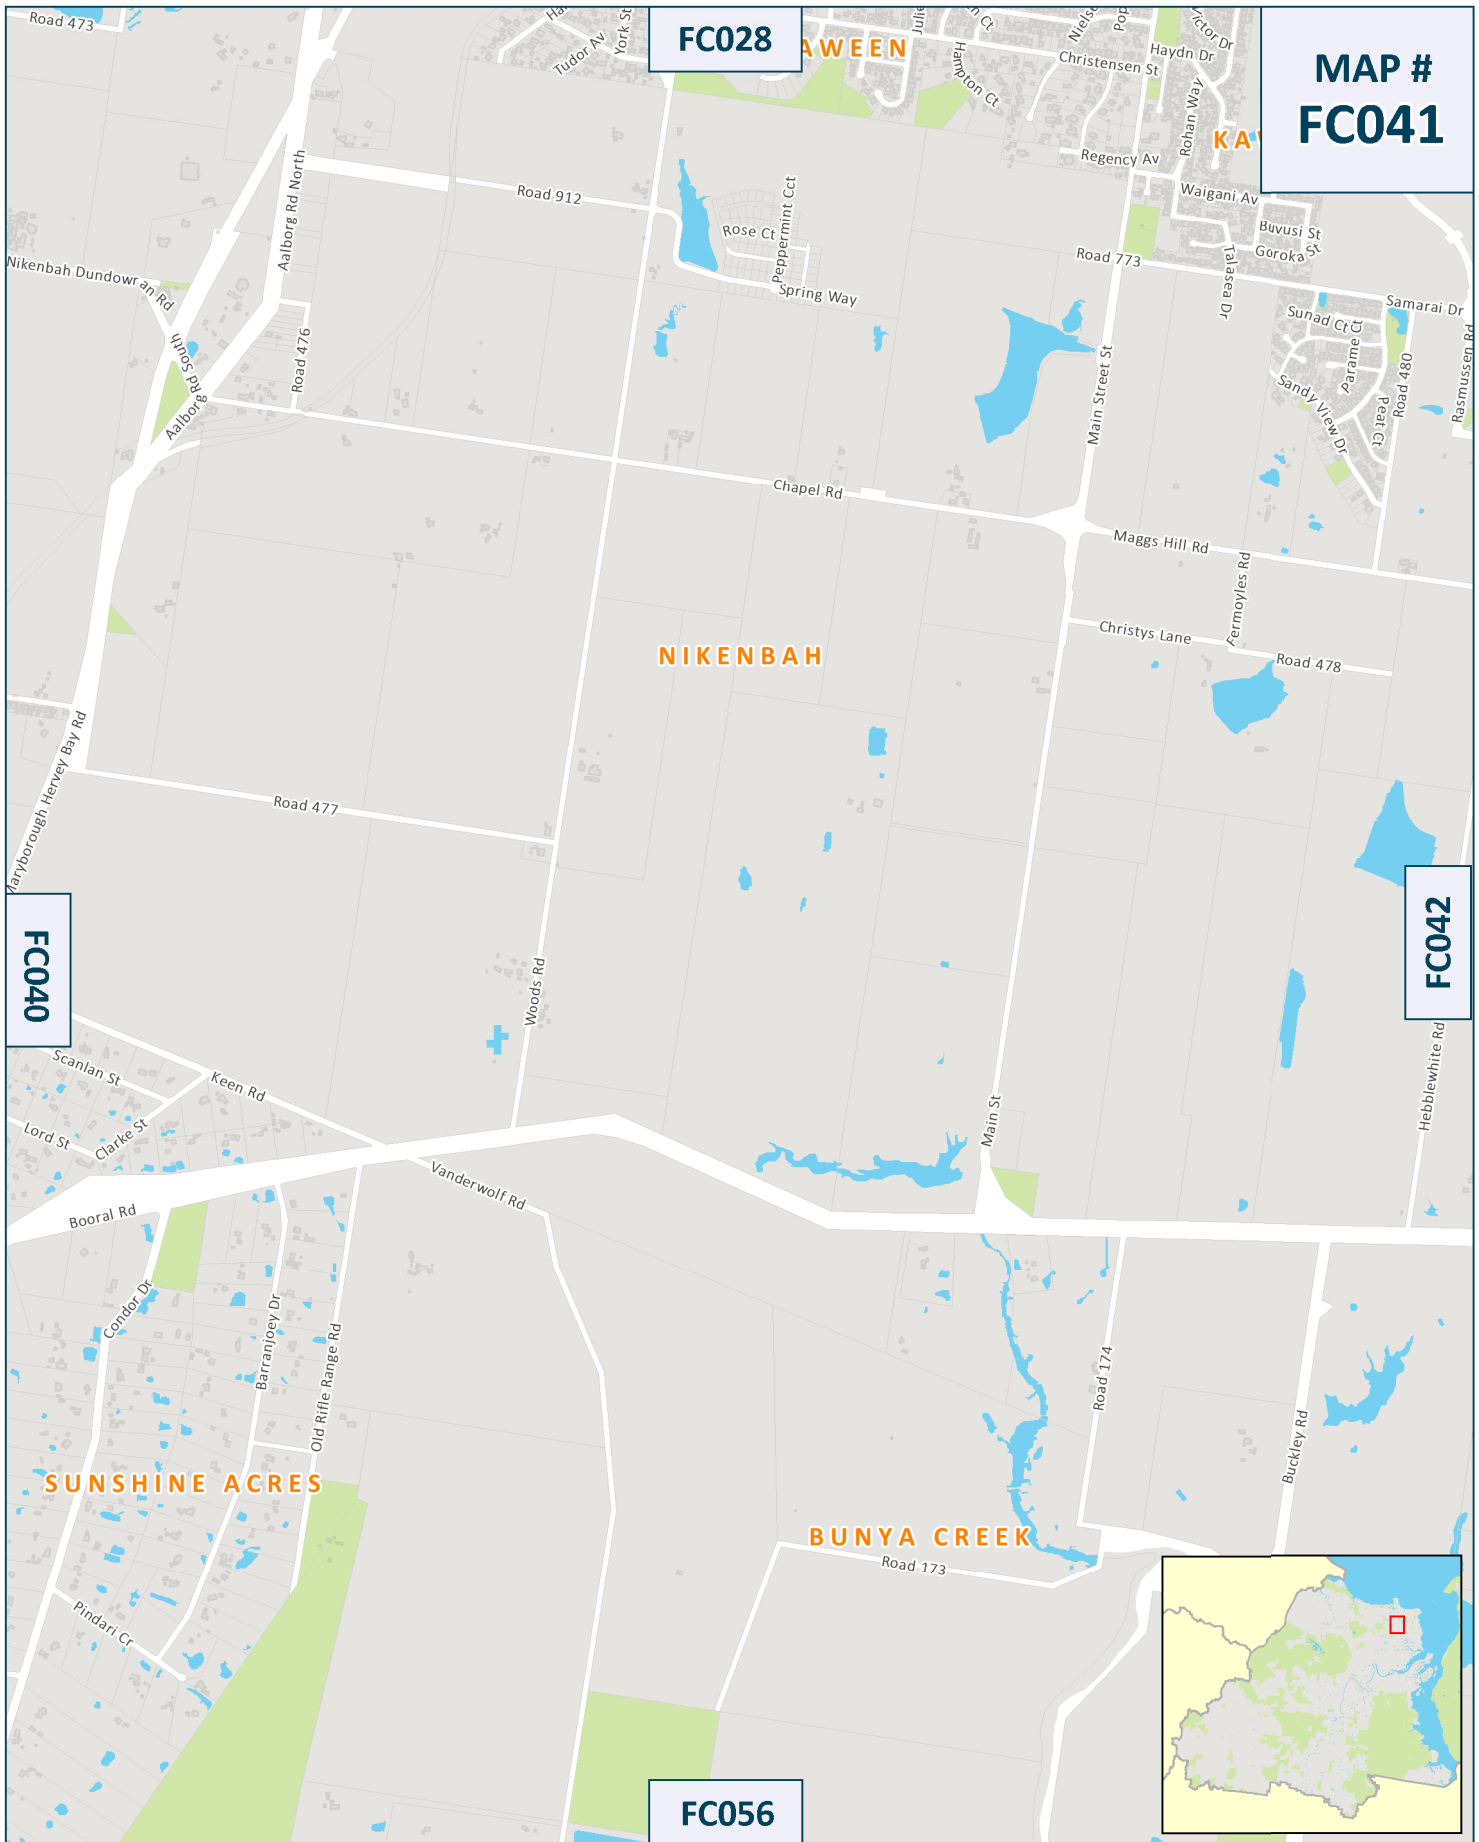 Road 473
Tudor Av
York St
FC028
AWEEN
Julie
Hampton Ct
n Ct
Niels
Pop
Christensen St
Haydn Dr
Victor Dr
MAP #
FC041
KA
Rohan Way
Regency Av
Waigani Av
Buvusi St
Goroka St
Talasea Dr
Road 773
Aalborg Rd North
Road 912
Rose Ct
Peppermint Cct
Spring Way
Nikenbah Dundowran Rd
Aalborg Rd South
Road 476
Main Street St
Samarai Dr
Sunad Ct
Parame Ct
Sandy View Dr
Peat Ct
Road 480
Rasmussen Rd
Chapel Rd
Maggs Hill Rd
Fermoyles Rd
Christys Lane
Road 478
NIKENBAH
Maryborough Hervey Bay Rd
Road 477
FC040
FC042
Woods Rd
Scanlan St
Keen Rd
Lord St
Clarke St
Main St
Hebblewhite Rd
Vanderwolf Rd
Booral Rd
Condor Dr
Barranjoey Dr
Old Rifle Range Rd
Road 174
Buckley Rd
SUNSHINE ACRES
BUNYA CREEK
Road 173
Pindari Cr
FC056